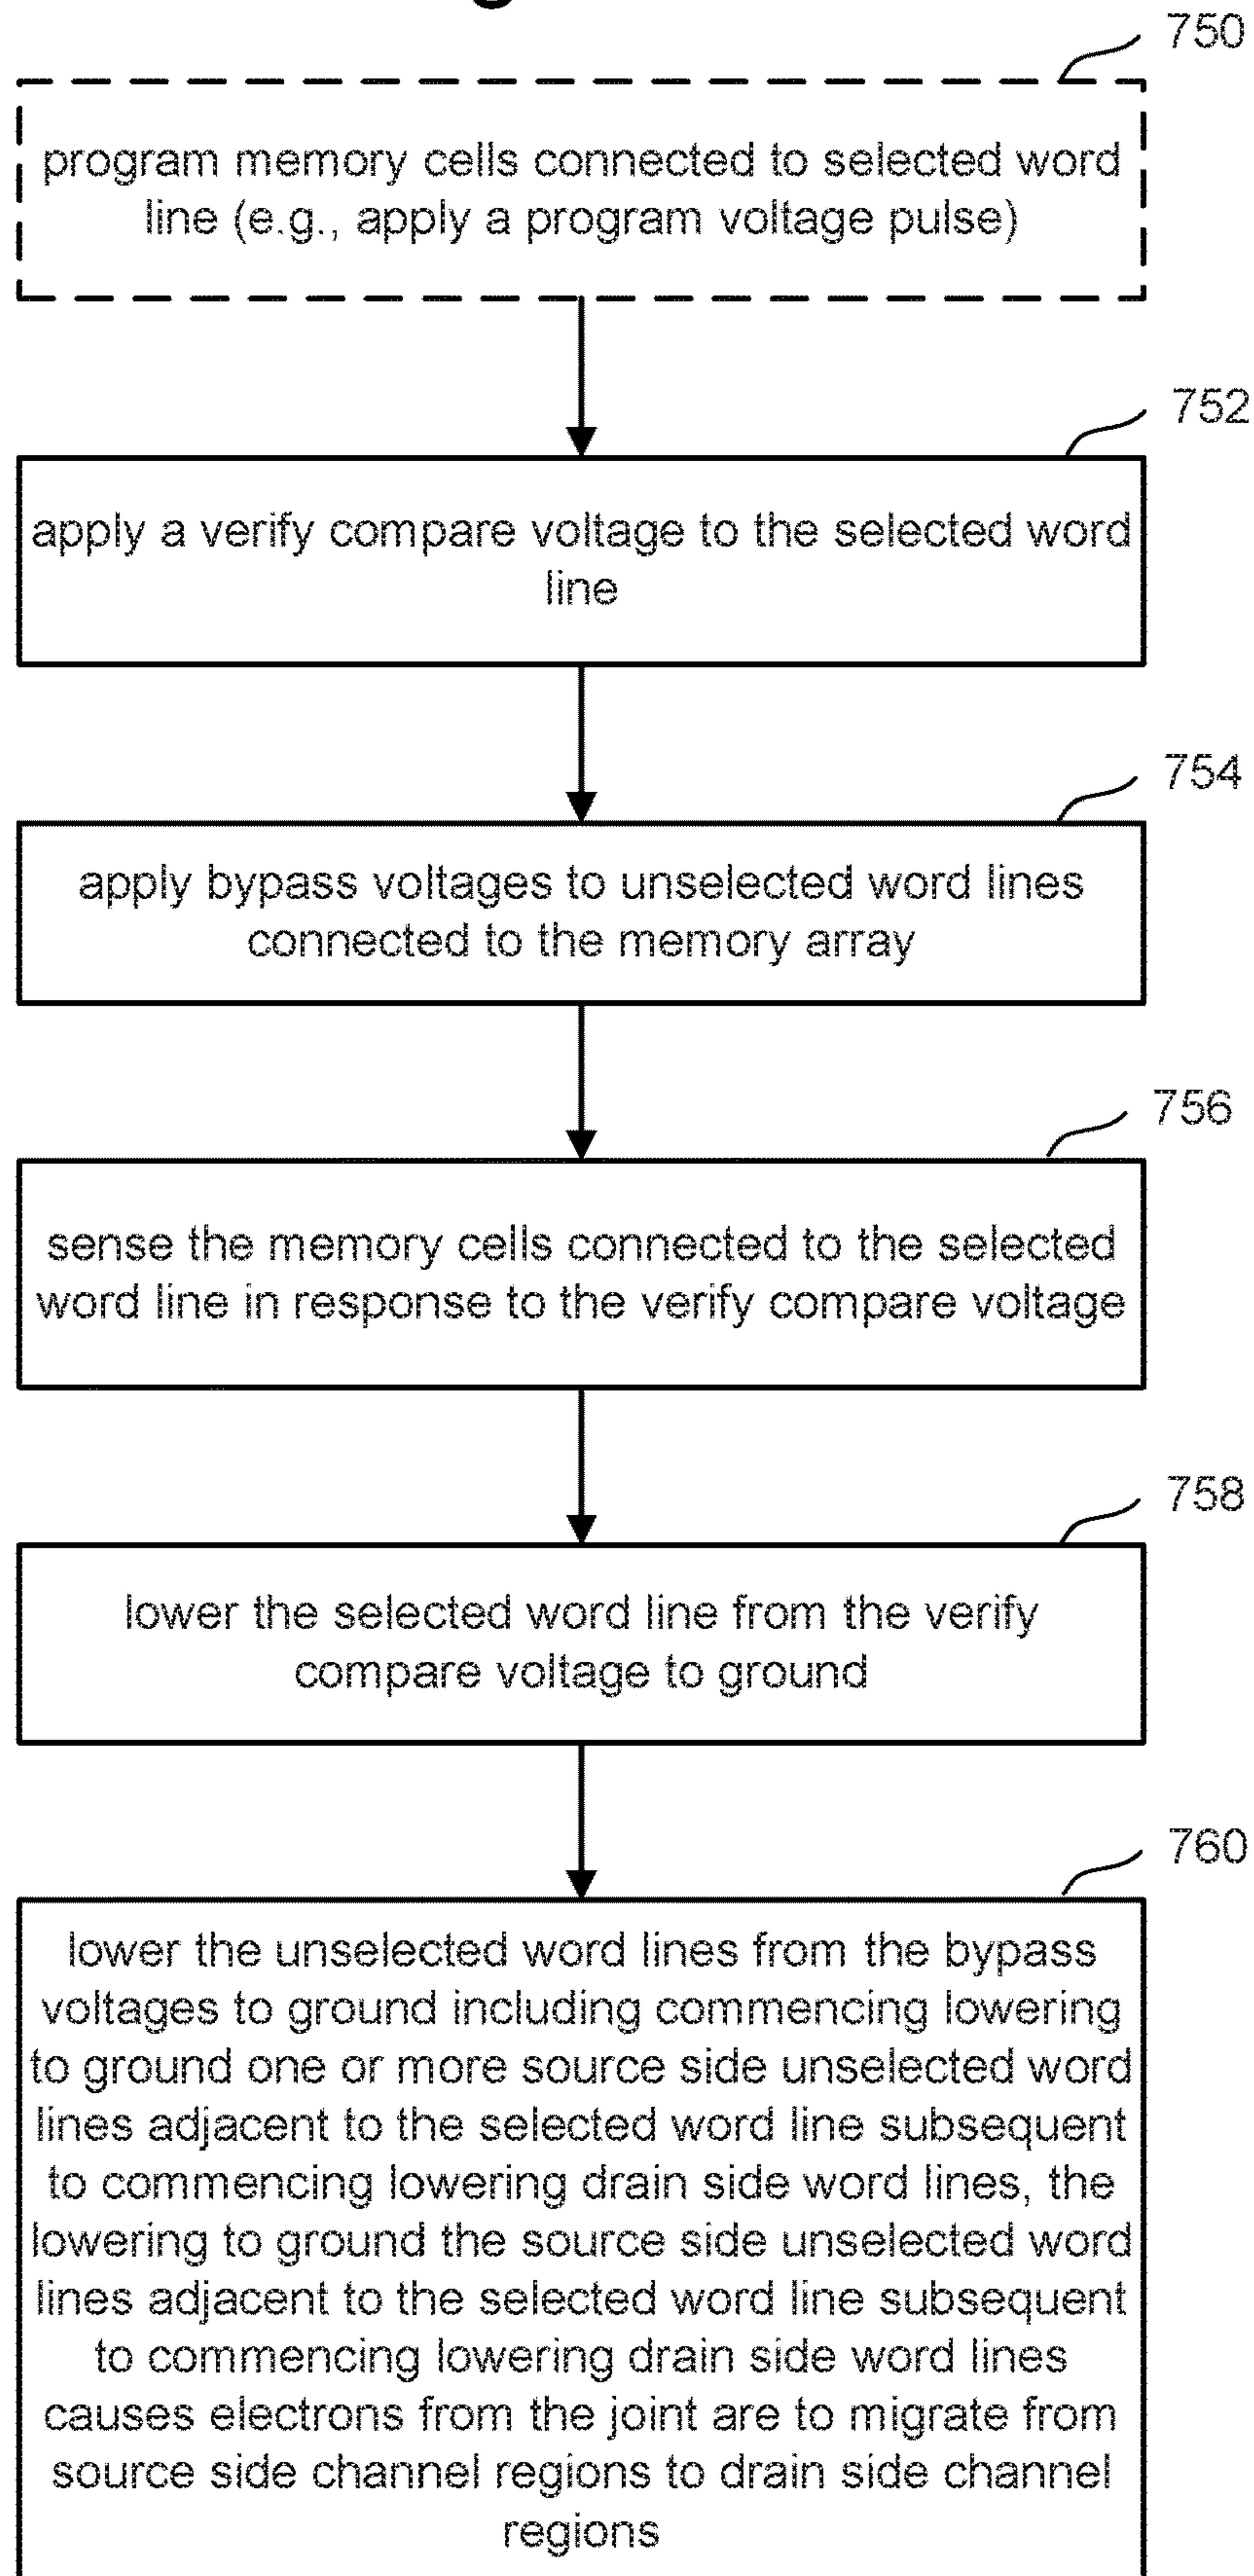 750
program memory cells connected to selected word
line (e.g., apply a program voltage pulse)
752
apply a verify compare voltage to the selected word
line
754
apply bypass voltages to unselected word lines
connected to the memory array
756
sense the memory cells connected to the selected
word line in response to the verify compare voltage
758
lower the selected word line from the verify
compare voltage to ground
760
lower the unselected word lines from the bypass
voltages to ground including commencing lowering
to ground one or more source side unselected word
lines adjacent to the selected word line subsequent
to commencing lowering drain side word lines, the
lowering to ground the source side unselected word
lines adjacent to the selected word line subsequent
to commencing lowering drain side word lines
causes electrons from the joint are to migrate from
source side channel regions to drain side channel
regions